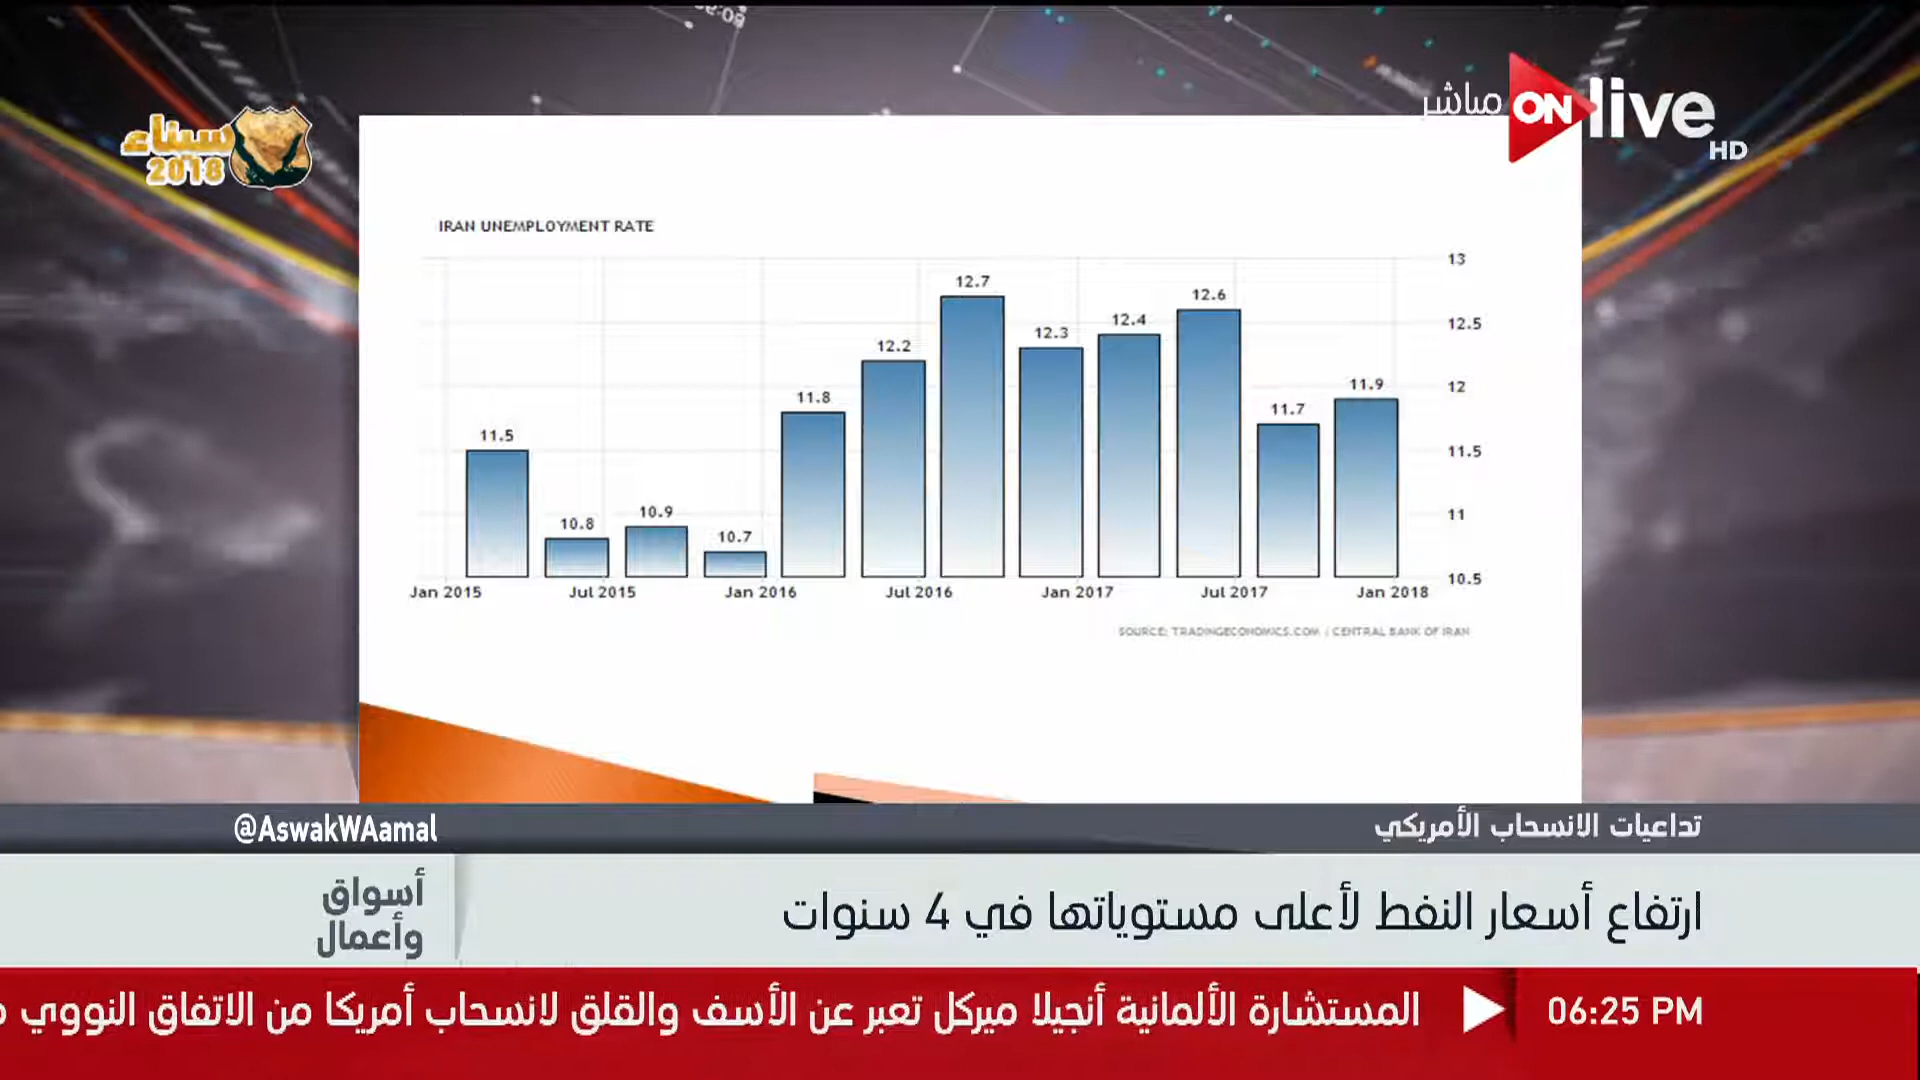 مباشر ON live
HD
سيناء
2018
IRAN UNEMPLOYMENT RATE
13
12.5
12
11.5
11
10.5
11.5
10.8
10.9
10.7
11.8
12.2
12.7
12.3
12.4
12.6
11.7
11.9
Jan 2015 Jul 2015 Jan 2016 Jul 2016 Jan 2017 Jul 2017 Jan 2018
SOURCE: TRADINGECONOMICS.COM | CENTRAL BANK OF IRAN
تداعيات الانسحاب الأمريكي
@AswakWAamal
ارتفاع أسعار النفط لأعلى مستوياتها في 4 سنوات
أسواق
وأعمال
06:25 PM
المستشارة الألمانية أنجيلا ميركل تعبر عن الأسف والقلق لانسحاب أمريكا من الاتفاق النووي